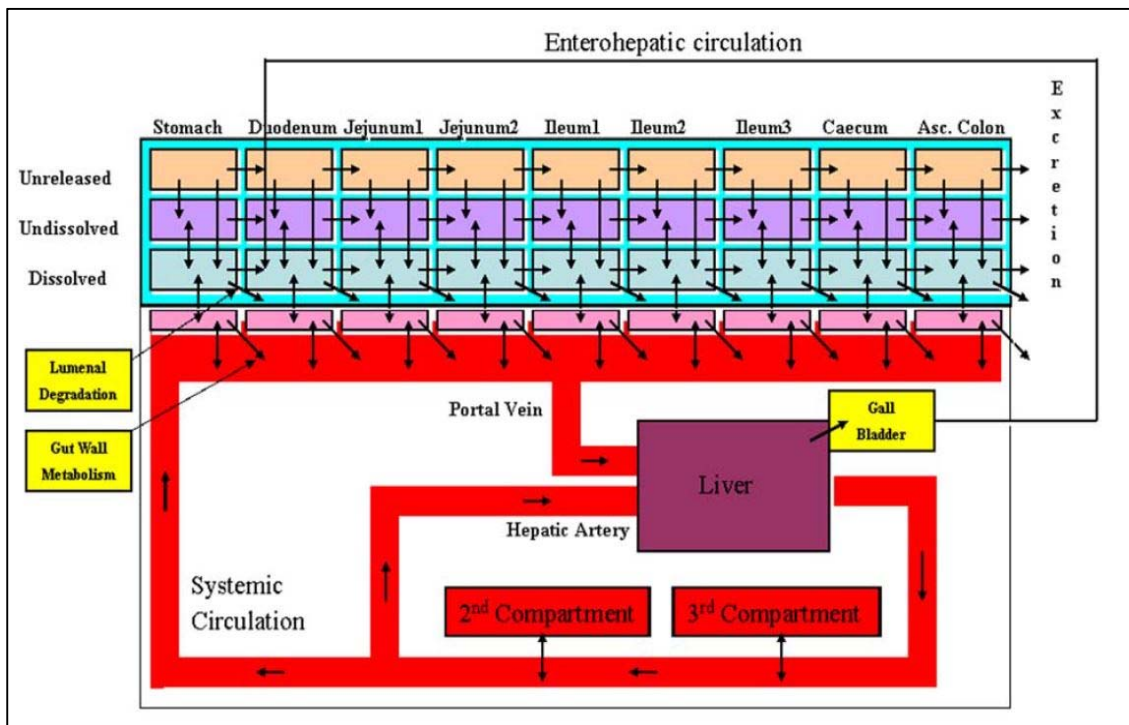 Enterohepatic circulation
E
x
c
r
e
t
i
o
n
Stomach Duodenum Jejunum1 Jejunum2 Ileum1 Ileum2 Ileum3 Caecum Asc. Colon
Unreleased
Undissolved
Dissolved
Lumenal
Degradation
Gut Wall
Metabolism
Portal Vein
Gall
Bladder
Liver
Hepatic Artery
Systemic
Circulation
2nd Compartment
3rd Compartment